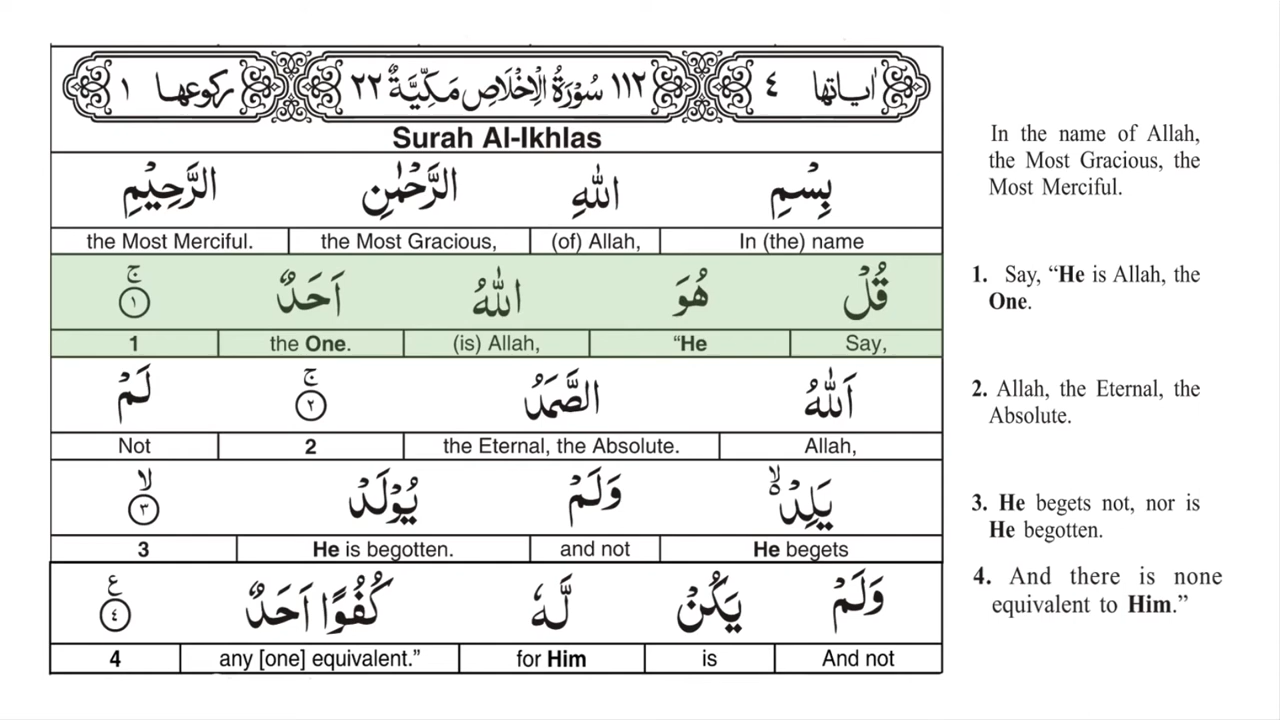 اٰياتها ٤ ١١٢ سُوْرَةُ الْاِخْلَاصِ مَكِّيَّةٌ ٢٢ ركوعها ١
Surah Al-Ikhlas
بِسْمِ اللّٰهِ الرَّحْمٰنِ الرَّحِيْمِ
the Most Merciful. the Most Gracious, (of) Allah, In (the) name
قُلْ هُوَ اللّٰهُ اَحَدٌ ۚ ١
1 the One. (is) Allah, “He Say,
اَللّٰهُ الصَّمَدُ ۚ ٢ لَمْ
Not 2 the Eternal, the Absolute. Allah,
يَلِدْ ۙ۬ وَلَمْ يُوْلَدْ ۙ ٣
3 He is begotten. and not He begets
وَلَمْ يَكُنْ لَّهٗ كُفُوًا اَحَدٌ ع ٤
4 any [one] equivalent.” for Him is And not
In the name of Allah,
the Most Gracious, the
Most Merciful.
1. Say, “He is Allah, the
One.
2. Allah, the Eternal, the
Absolute.
3. He begets not, nor is
He begotten.
4. And there is none
equivalent to Him.”